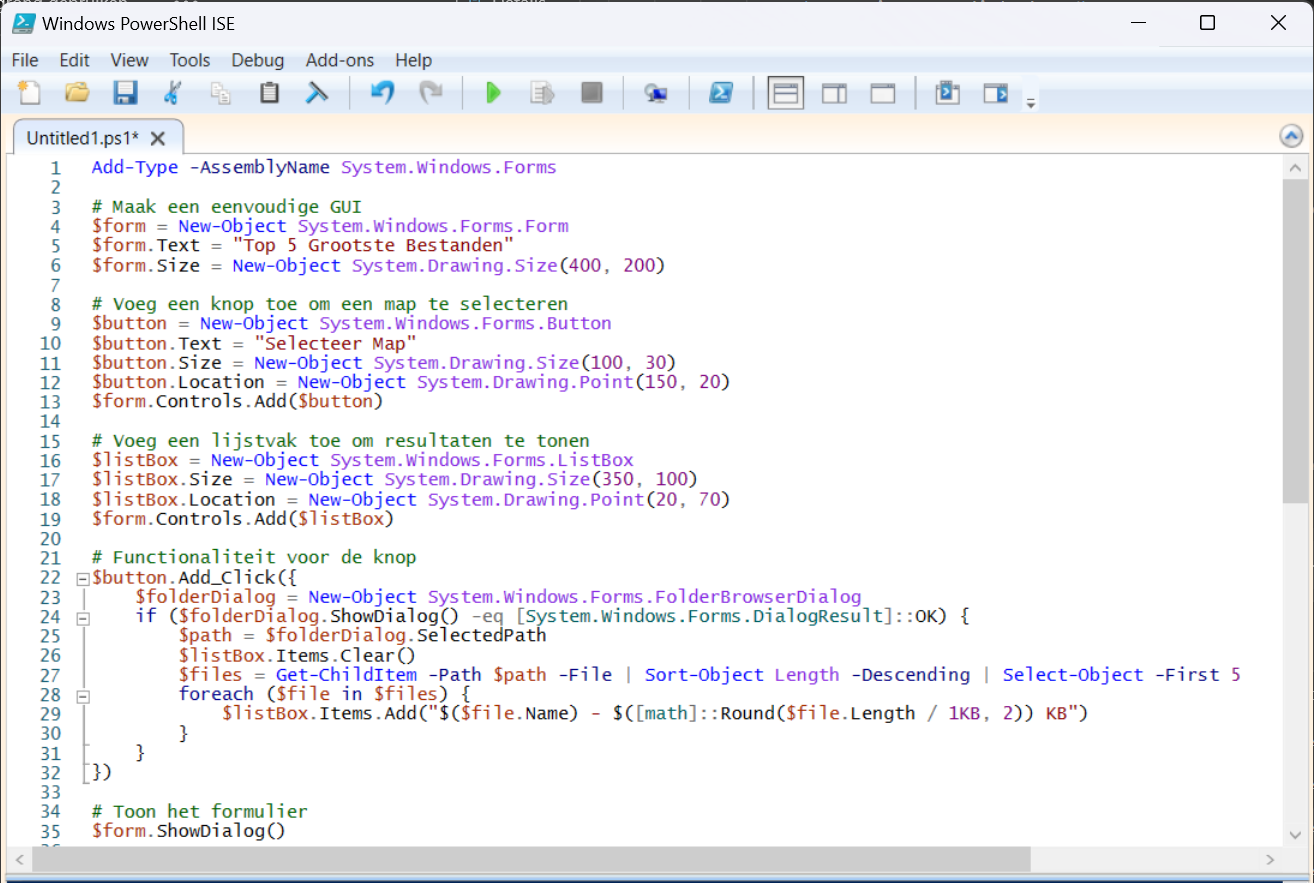 Windows PowerShell ISE
File Edit View Tools Debug Add-ons Help
Untitled1.ps1*
1 Add-Type -AssemblyName System.Windows.Forms
2
3 # Maak een eenvoudige GUI
4 $form = New-Object System.Windows.Forms.Form
5 $form.Text = "Top 5 Grootste Bestanden"
6 $form.Size = New-Object System.Drawing.Size(400, 200)
7
8 # Voeg een knop toe om een map te selecteren
9 $button = New-Object System.Windows.Forms.Button
10 $button.Text = "Selecteer Map"
11 $button.Size = New-Object System.Drawing.Size(100, 30)
12 $button.Location = New-Object System.Drawing.Point(150, 20)
13 $form.Controls.Add($button)
14
15 # Voeg een lijstvak toe om resultaten te tonen
16 $listBox = New-Object System.Windows.Forms.ListBox
17 $listBox.Size = New-Object System.Drawing.Size(350, 100)
18 $listBox.Location = New-Object System.Drawing.Point(20, 70)
19 $form.Controls.Add($listBox)
20
21 # Functionaliteit voor de knop
22 $button.Add_Click({
23     $folderDialog = New-Object System.Windows.Forms.FolderBrowserDialog
24     if ($folderDialog.ShowDialog() -eq [System.Windows.Forms.DialogResult]::OK) {
25         $path = $folderDialog.SelectedPath
26         $listBox.Items.Clear()
27         $files = Get-ChildItem -Path $path -File | Sort-Object Length -Descending | Select-Object -First 5
28         foreach ($file in $files) {
29             $listBox.Items.Add("$($file.Name) - $([math]::Round($file.Length / 1KB, 2)) KB")
30         }
31     }
32 })
33
34 # Toon het formulier
35 $form.ShowDialog()